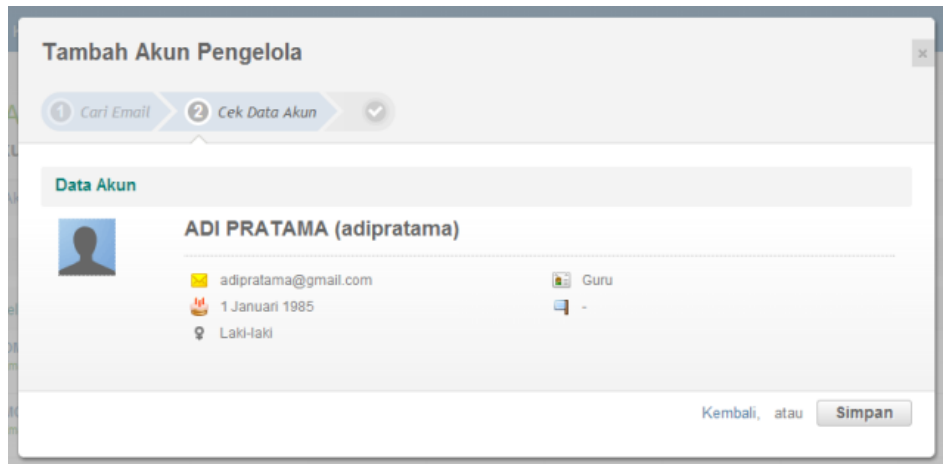 Tambah Akun Pengelola
×
1 Cari Email 2 Cek Data Akun
Data Akun
ADI PRATAMA (adipratama)
adipratama@gmail.com Guru
1 Januari 1985 -
Laki-laki
Kembali, atau Simpan